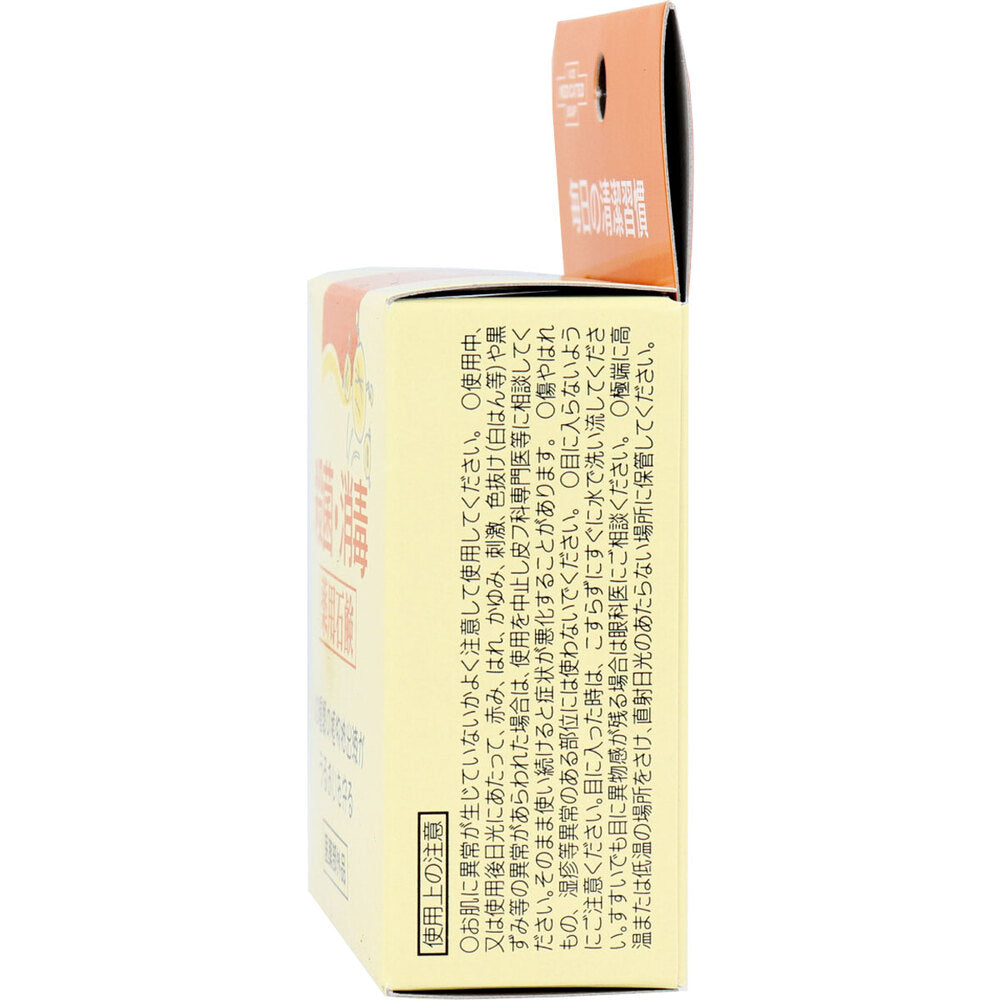 MEDICATED
毎日の清潔習慣
殺菌・消毒
薬用石鹸
医薬部外品
使用上の注意
〇お肌に異常が生じていないかよく注意して使用してください。 〇使用中、
又は使用後日光にあたって、赤み、はれ、かゆみ、刺激、色抜け(白はん等)や黒
ずみ等の異常があらわれた場合は、使用を中止し皮フ科専門医等に相談してく
ださい。そのまま使い続けると症状が悪化することがあります。 〇傷やはれ
もの、湿疹等異常のある部位には使わないでください。 〇目に入らないよう
にご注意ください。目に入った時は、こすらずにすぐに水で洗い流してくださ
い。すすいでも目に異物感が残る場合は眼科医にご相談ください。 〇極端に高
温または低温の場所をさけ、直射日光のあたらない場所に保管してください。